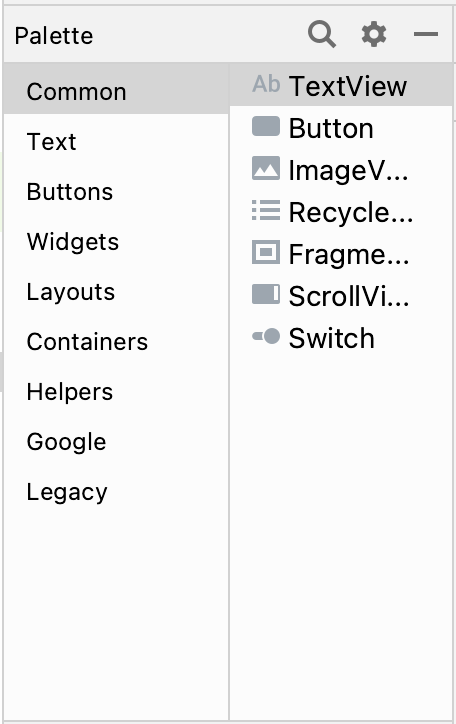 Palette
Common
Text
Buttons
Widgets
Layouts
Containers
Helpers
Google
Legacy
Ab TextView
Button
ImageV...
Recycle...
Fragme...
ScrollVi...
Switch